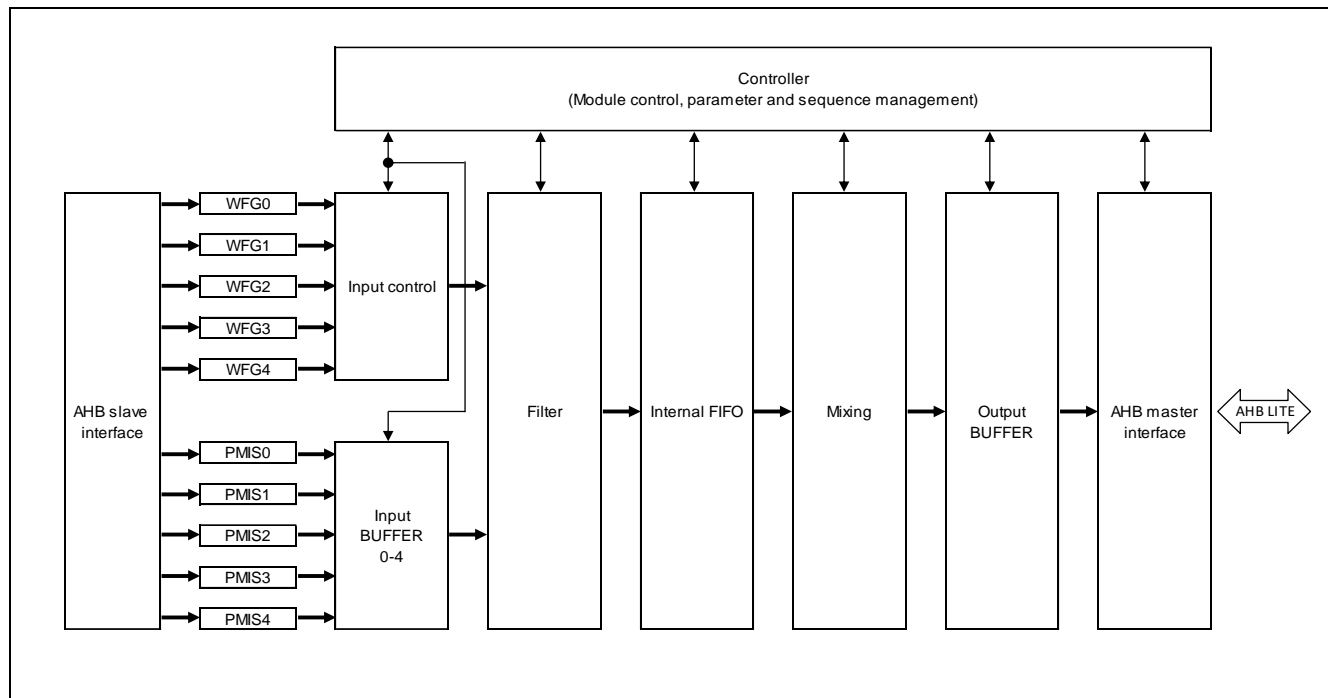 Controller
(Module control, parameter and sequence management)
WFG0
WFG1
WFG2
WFG3
WFG4
Input control
AHB slave
interface
PMIS0
PMIS1
PMIS2
PMIS3
PMIS4
Input
BUFFER
0-4
Filter
Internal FIFO
Mixing
Output
BUFFER
AHB master
interface
AHB LITE